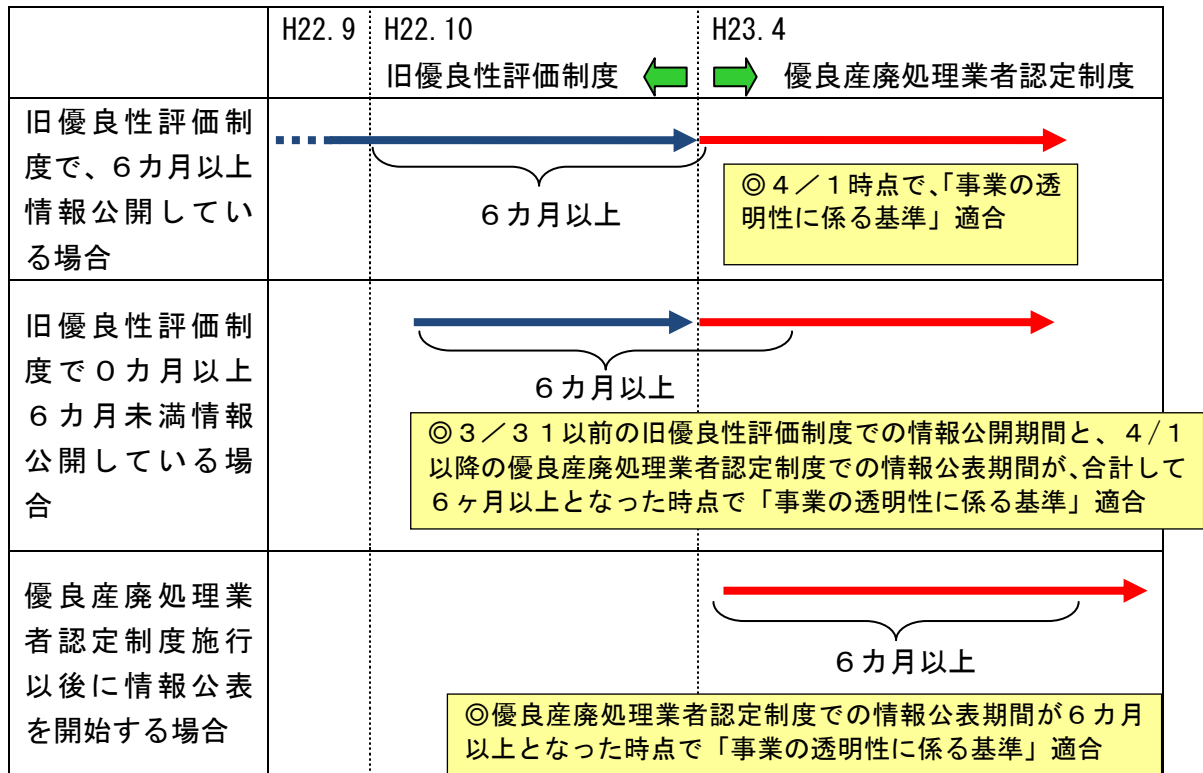 H22.9
H22.10
H23.4
旧優良性評価制度
優良産廃処理業者認定制度
旧優良性評価制
度で、６カ月以上
情報公開してい
る場合
６カ月以上
◎４／１時点で、「事業の透
明性に係る基準」適合
旧優良性評価制
度で０カ月以上
６カ月未満情報
公開している場
合
６カ月以上
◎３／３１以前の旧優良性評価制度での情報公開期間と、４/１
以降の優良産廃処理業者認定制度での情報公表期間が、合計して
６ヶ月以上となった時点で「事業の透明性に係る基準」適合
優良産廃処理業
者認定制度施行
以後に情報公表
を開始する場合
６カ月以上
◎優良産廃処理業者認定制度での情報公表期間が６カ月
以上となった時点で「事業の透明性に係る基準」適合